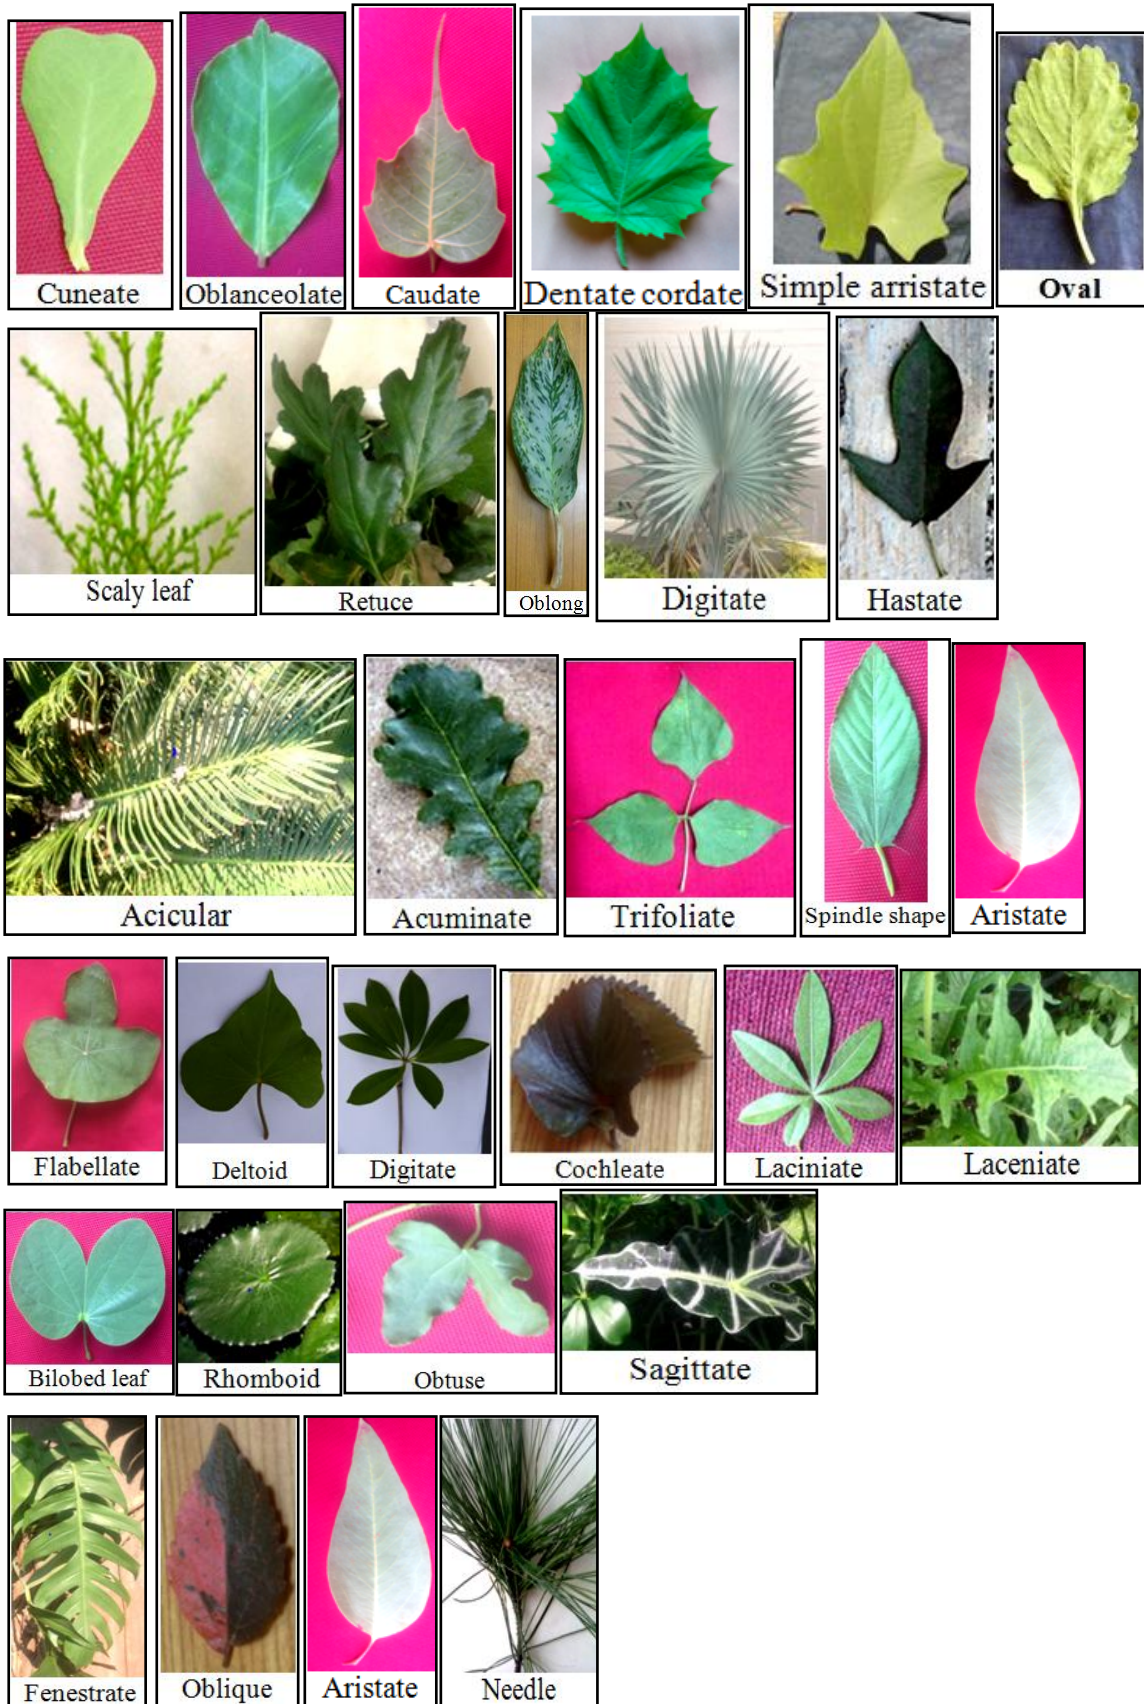 Cuneate
Oblanceolate
Caudate
Dentate cordate
Simple arristate
Oval
Scaly leaf
Retuce
Oblong
Digitate
Hastate
Acicular
Acuminate
Trifoliate
Spindle shape
Aristate
Flabellate
Deltoid
Digitate
Cochleate
Laciniate
Laceniate
Bilobed leaf
Rhomboid
Obtuse
Sagittate
Fenestrate
Oblique
Aristate
Needle